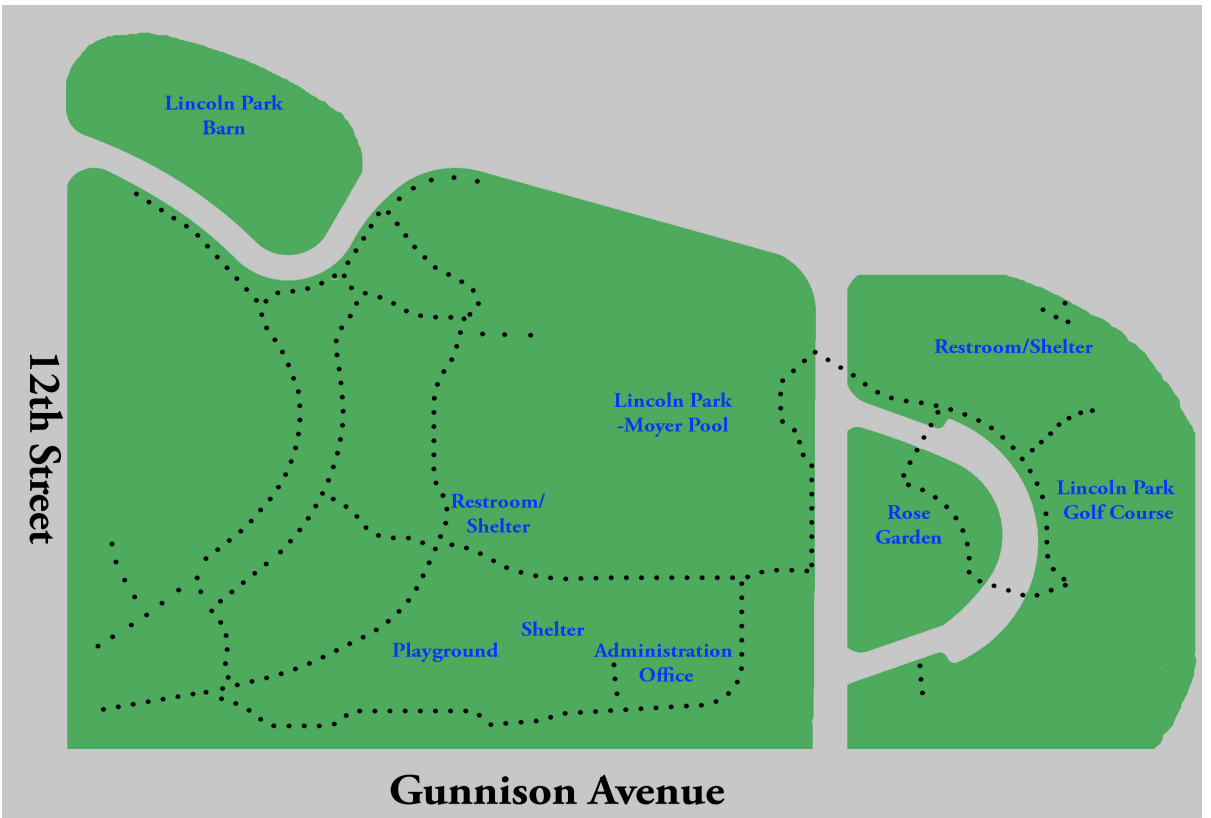 Lincoln Park
Barn
Restroom/Shelter
12th Street
Lincoln Park
-Moyer Pool
Restroom/
Shelter
Lincoln Park
Golf Course
Rose
Garden
Shelter
Playground
Administration
Office
Gunnison Avenue